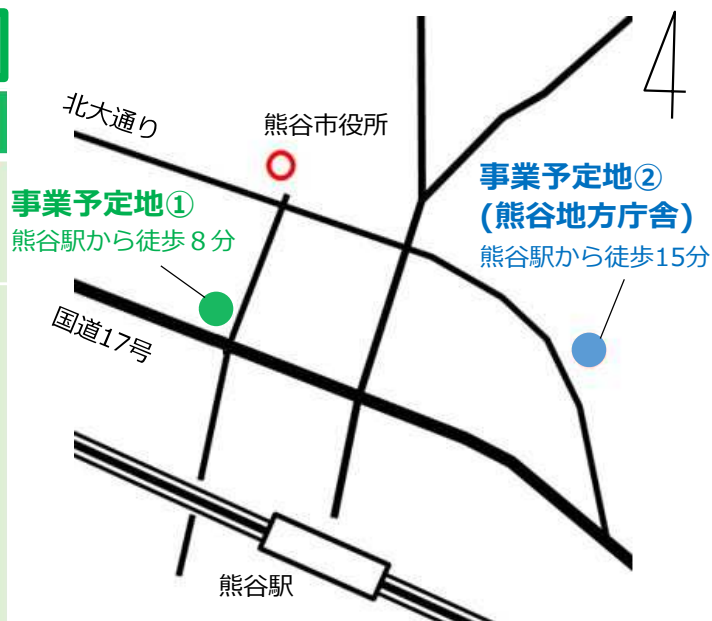 北大通り
熊谷市役所
事業予定地①
熊谷駅から徒歩８分
事業予定地②
(熊谷地方庁舎)
熊谷駅から徒歩15分
国道17号
熊谷駅